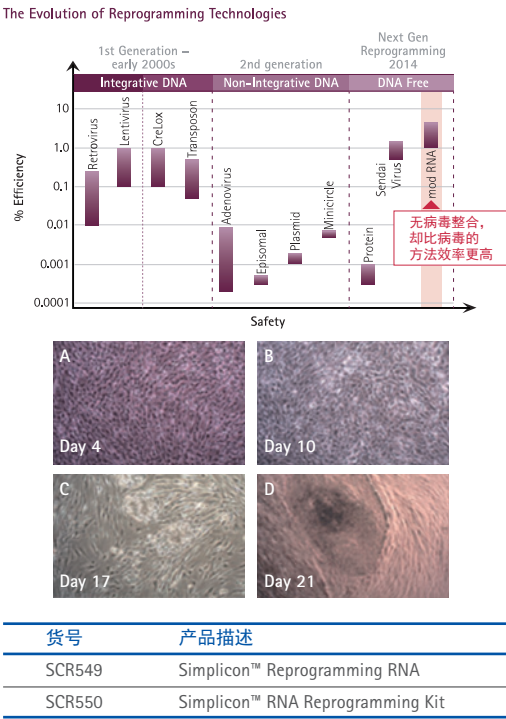 The Evolution of Reprogramming Technologies
1st Generation –
early 2000s
2nd generation
Next Gen
Reprogramming
2014
Integrative DNA
Non-Integrative DNA
DNA Free
% Efficiency
10
1.0
0.1
0.01
0.001
0.0001
Retrovirus
Lentivirus
CreLox
Transposon
Adenovirus
Episomal
Plasmid
Minicircle
Protein
Sendai
Virus
mod RNA
无病毒整合,
却比病毒的
方法效率更高
Safety
A
Day 4
B
Day 10
C
Day 17
D
Day 21
货号 产品描述
SCR549 Simplicon™ Reprogramming RNA
SCR550 Simplicon™ RNA Reprogramming Kit